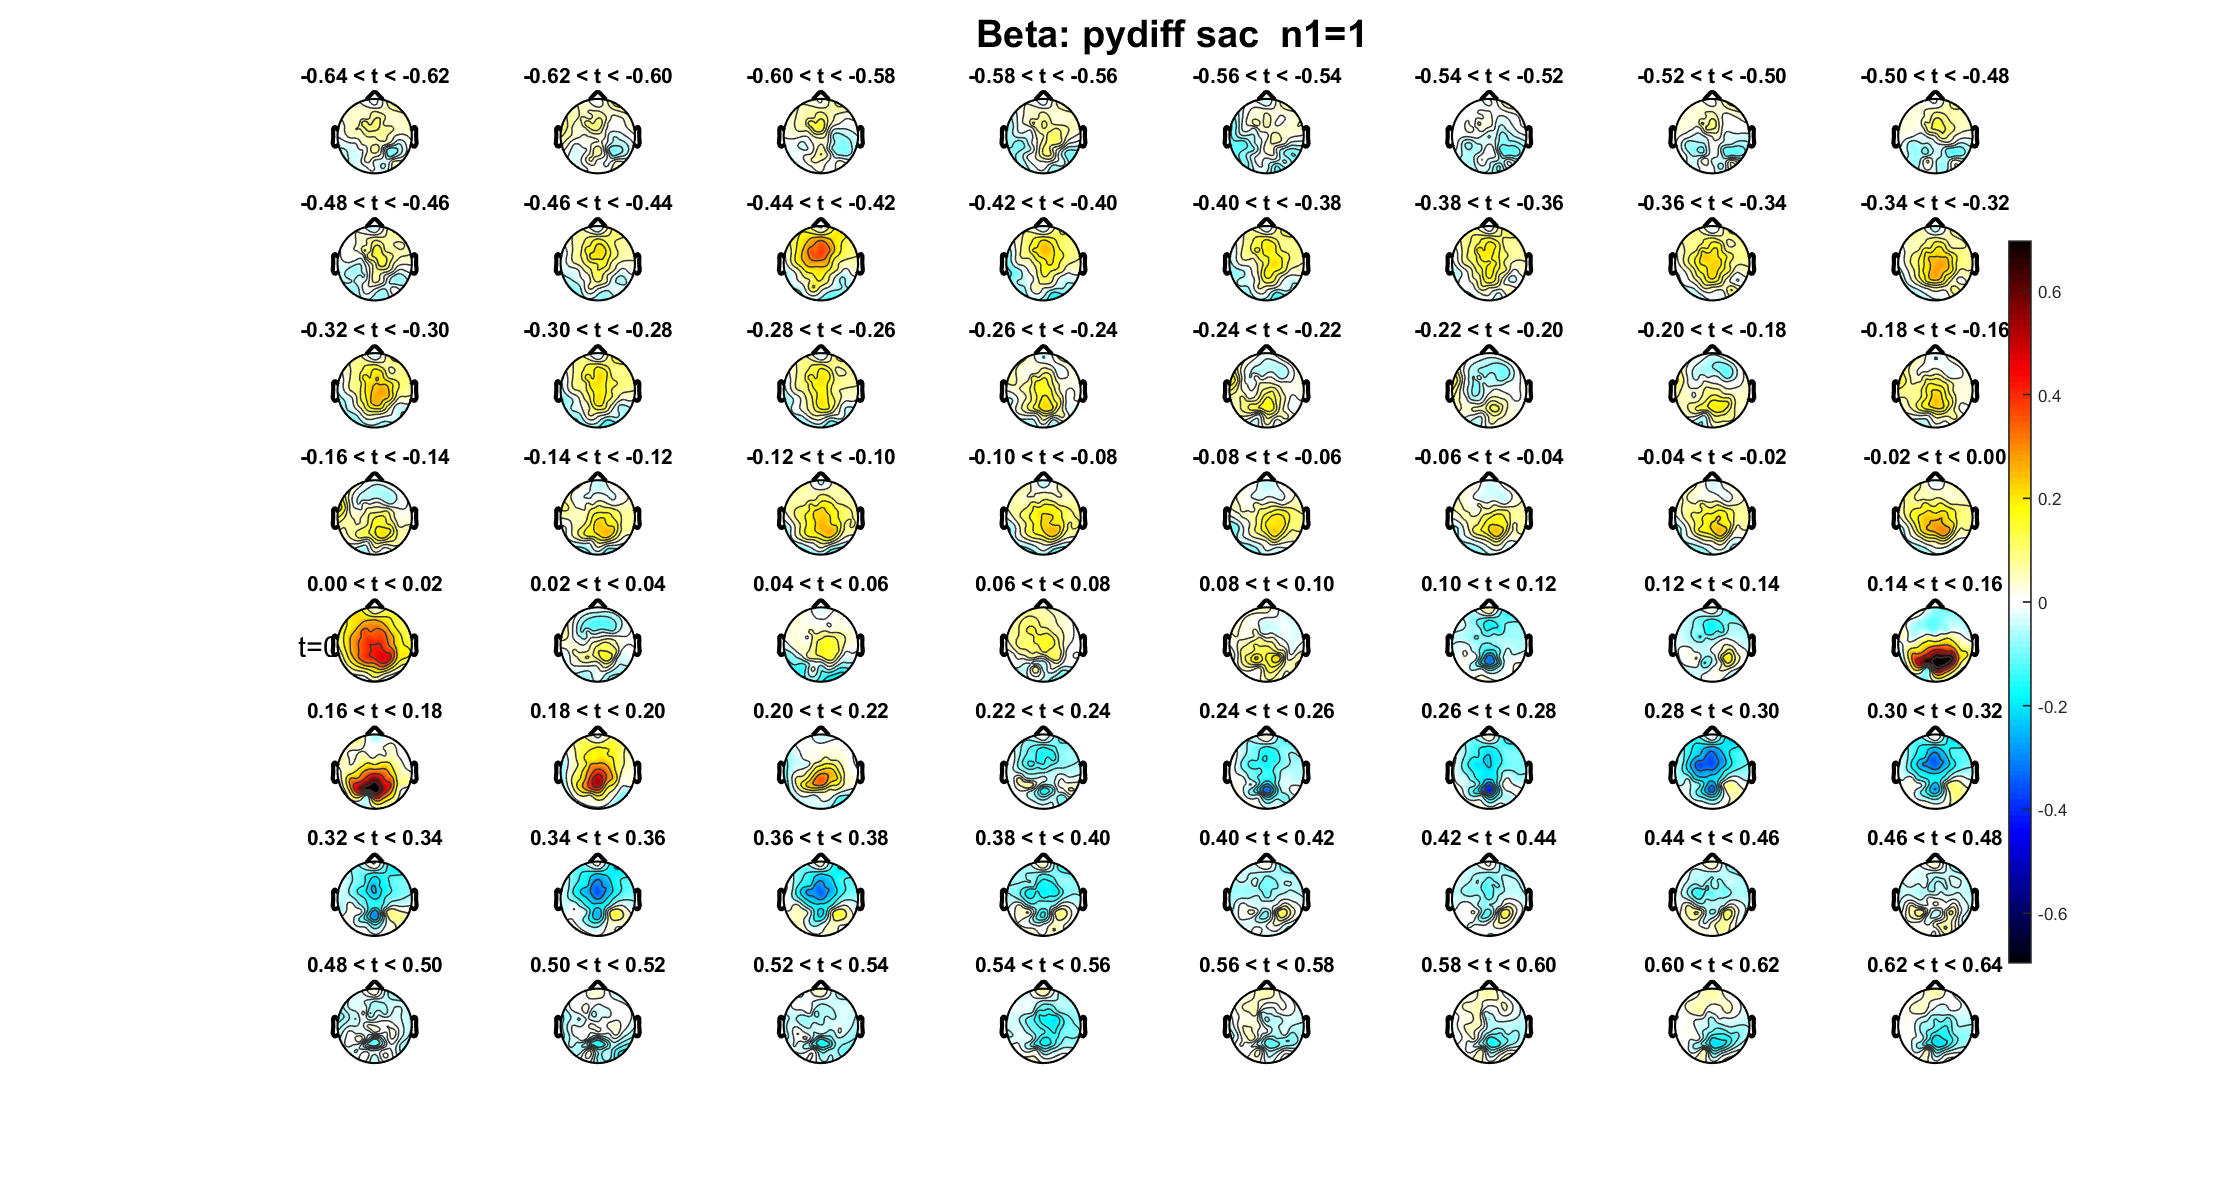 Beta: pydiff sac  n1=1
-0.64 < t < -0.62 -0.62 < t < -0.60 -0.60 < t < -0.58 -0.58 < t < -0.56 -0.56 < t < -0.54 -0.54 < t < -0.52 -0.52 < t < -0.50 -0.50 < t < -0.48
-0.48 < t < -0.46 -0.46 < t < -0.44 -0.44 < t < -0.42 -0.42 < t < -0.40 -0.40 < t < -0.38 -0.38 < t < -0.36 -0.36 < t < -0.34 -0.34 < t < -0.32
0.6
-0.32 < t < -0.30 -0.30 < t < -0.28 -0.28 < t < -0.26 -0.26 < t < -0.24 -0.24 < t < -0.22 -0.22 < t < -0.20 -0.20 < t < -0.18 -0.18 < t < -0.16
0.4
-0.16 < t < -0.14 -0.14 < t < -0.12 -0.12 < t < -0.10 -0.10 < t < -0.08 -0.08 < t < -0.06 -0.06 < t < -0.04 -0.04 < t < -0.02 -0.02 < t < 0.00
0.2
0.00 < t < 0.02 0.02 < t < 0.04 0.04 < t < 0.06 0.06 < t < 0.08 0.08 < t < 0.10 0.10 < t < 0.12 0.12 < t < 0.14 0.14 < t < 0.16
0
t=0
0.16 < t < 0.18 0.18 < t < 0.20 0.20 < t < 0.22 0.22 < t < 0.24 0.24 < t < 0.26 0.26 < t < 0.28 0.28 < t < 0.30 0.30 < t < 0.32
-0.2
-0.4
0.32 < t < 0.34 0.34 < t < 0.36 0.36 < t < 0.38 0.38 < t < 0.40 0.40 < t < 0.42 0.42 < t < 0.44 0.44 < t < 0.46 0.46 < t < 0.48
-0.6
0.48 < t < 0.50 0.50 < t < 0.52 0.52 < t < 0.54 0.54 < t < 0.56 0.56 < t < 0.58 0.58 < t < 0.60 0.60 < t < 0.62 0.62 < t < 0.64